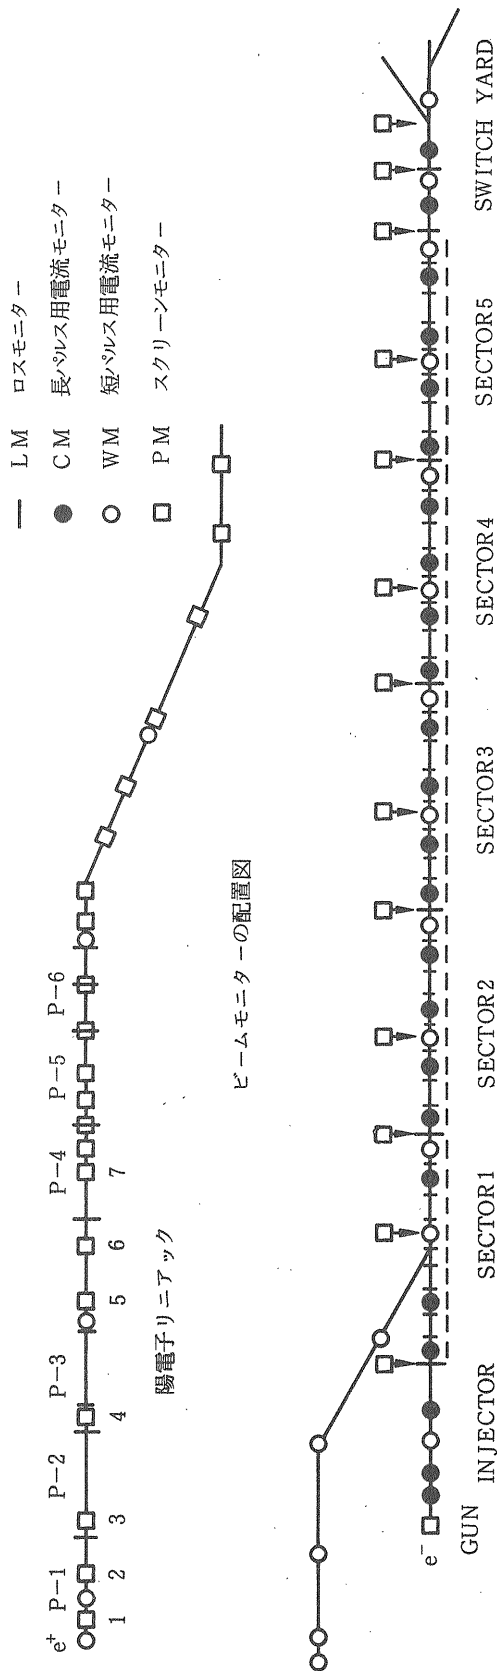 LM ロスモニター
CM 長パルス用電流モニター
WM 短パルス用電流モニター
PM スクリーンモニター
e⁺ P-1 P-2 P-3 P-4 P-5 P-6
1 2 3 4 5 6 7
陽電子リニアック
ビームモニターの配置図
e⁻
GUN
INJECTOR SECTOR1 SECTOR2 SECTOR3 SECTOR4 SECTOR5 SWITCH YARD